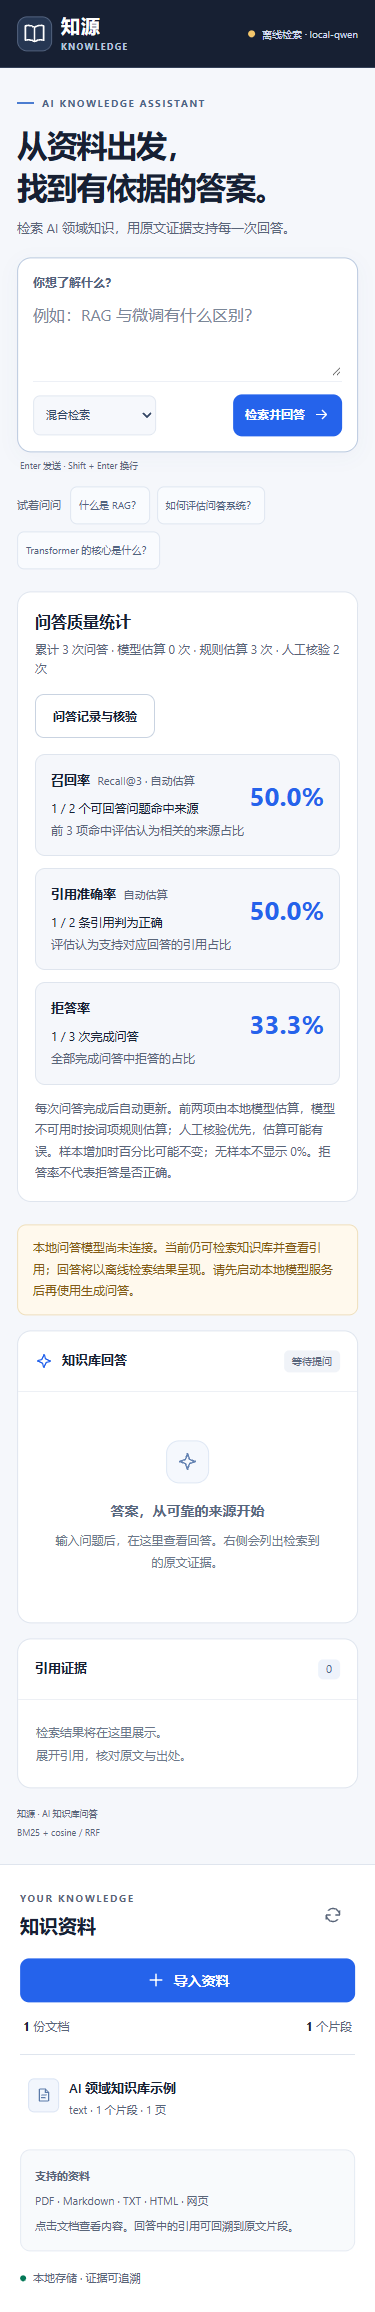 知源
KNOWLEDGE
离线检索 · local-qwen
AI KNOWLEDGE ASSISTANT
从资料出发，
找到有依据的答案。
检索 AI 领域知识，用原文证据支持每一次回答。
你想了解什么？
例如：RAG 与微调有什么区别？
混合检索
检索并回答
Enter 发送 · Shift + Enter 换行
试着问问
什么是 RAG？
如何评估问答系统？
Transformer 的核心是什么？
问答质量统计
累计 3 次问答 · 模型估算 0 次 · 规则估算 3 次 · 人工核验 2
次
问答记录与核验
召回率 Recall@3 · 自动估算
50.0%
1 / 2 个可回答问题命中来源
前 3 项命中评估认为相关的来源占比
引用准确率 自动估算
50.0%
1 / 2 条引用判为正确
评估认为支持对应回答的引用占比
拒答率
33.3%
1 / 3 次完成问答
全部完成问答中拒答的占比
每次问答完成后自动更新。前两项由本地模型估算，模型
不可用时按词项规则估算；人工核验优先，估算可能有
误。样本增加时百分比可能不变；无样本不显示 0%。拒
答率不代表拒答是否正确。
本地问答模型尚未连接。当前仍可检索知识库并查看引
用；回答将以离线检索结果呈现。请先启动本地模型服务
后再使用生成问答。
知识库回答
等待提问
答案，从可靠的来源开始
输入问题后，在这里查看回答。右侧会列出检索到
的原文证据。
引用证据
0
检索结果将在这里展示。
展开引用，核对原文与出处。
知源 · AI 知识库问答
BM25 + cosine / RRF
YOUR KNOWLEDGE
知识资料
导入资料
1 份文档
1 个片段
AI 领域知识库示例
text · 1 个片段 · 1 页
支持的资料
PDF · Markdown · TXT · HTML · 网页
点击文档查看内容。回答中的引用可回溯到原文片段。
本地存储 · 证据可追溯